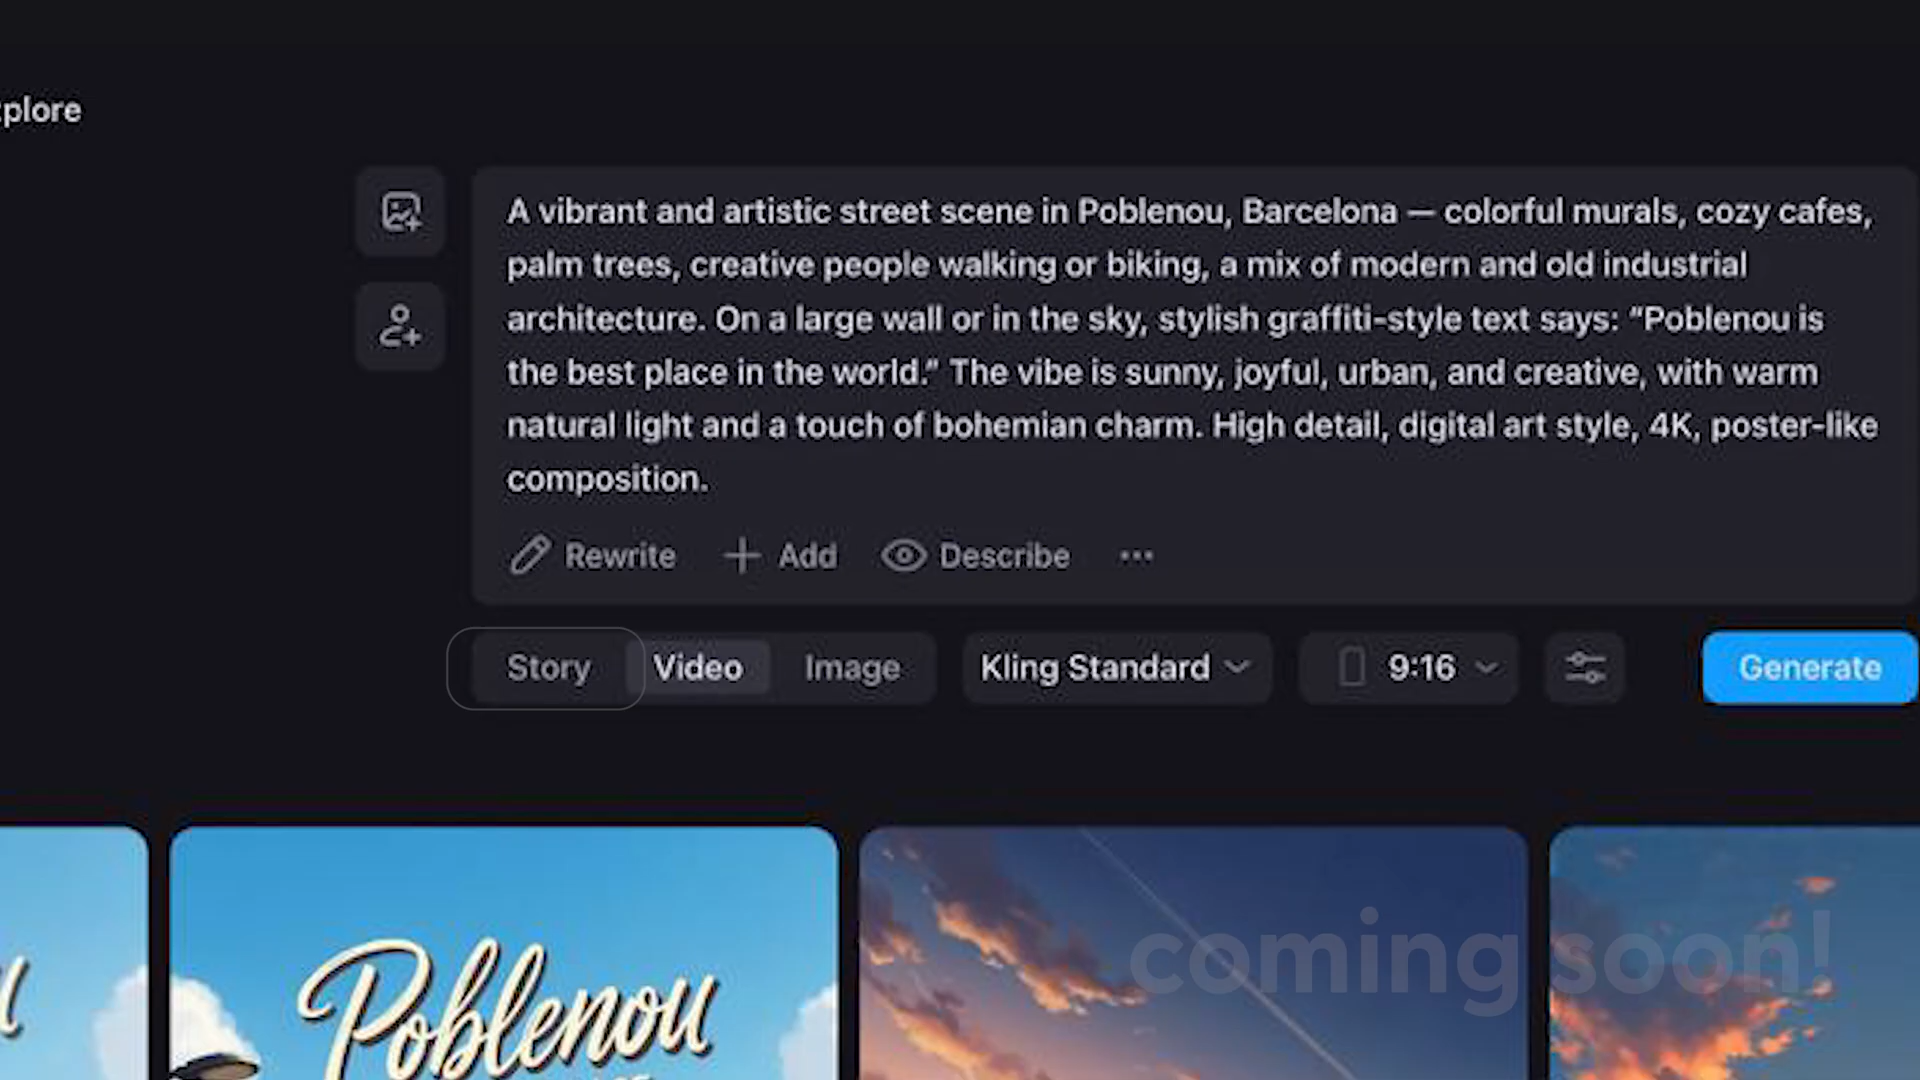 xplore
A vibrant and artistic street scene in Poblenou, Barcelona — colorful murals, cozy cafes,
palm trees, creative people walking or biking, a mix of modern and old industrial
architecture. On a large wall or in the sky, stylish graffiti-style text says: “Poblenou is
the best place in the world.” The vibe is sunny, joyful, urban, and creative, with warm
natural light and a touch of bohemian charm. High detail, digital art style, 4K, poster-like
composition.
Rewrite Add Describe ...
Story Video Image Kling Standard 9:16 Generate
coming soon!
Poblenou